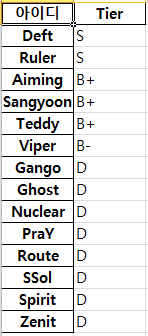 아이디 Tier
Deft S
Ruler S
Aiming B+
Sangyoon B+
Teddy B+
Viper B-
Gango D
Ghost D
Nuclear D
PraY D
Route D
SSol D
Spirit D
Zenit D